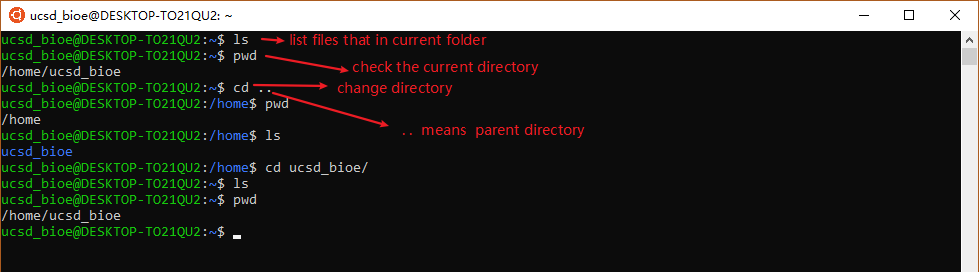 ucsd_bioe@DESKTOP-TO21QU2: ~
ucsd_bioe@DESKTOP-TO21QU2:~$ ls list files that in current folder
ucsd_bioe@DESKTOP-TO21QU2:~$ pwd
/home/ucsd_bioe check the current directory
ucsd_bioe@DESKTOP-TO21QU2:~$ cd .. change directory
ucsd_bioe@DESKTOP-TO21QU2:/home$ pwd
/home
.. means parent directory
ucsd_bioe@DESKTOP-TO21QU2:/home$ ls
ucsd_bioe
ucsd_bioe@DESKTOP-TO21QU2:/home$ cd ucsd_bioe/
ucsd_bioe@DESKTOP-TO21QU2:~$ ls
ucsd_bioe@DESKTOP-TO21QU2:~$ pwd
/home/ucsd_bioe
ucsd_bioe@DESKTOP-TO21QU2:~$